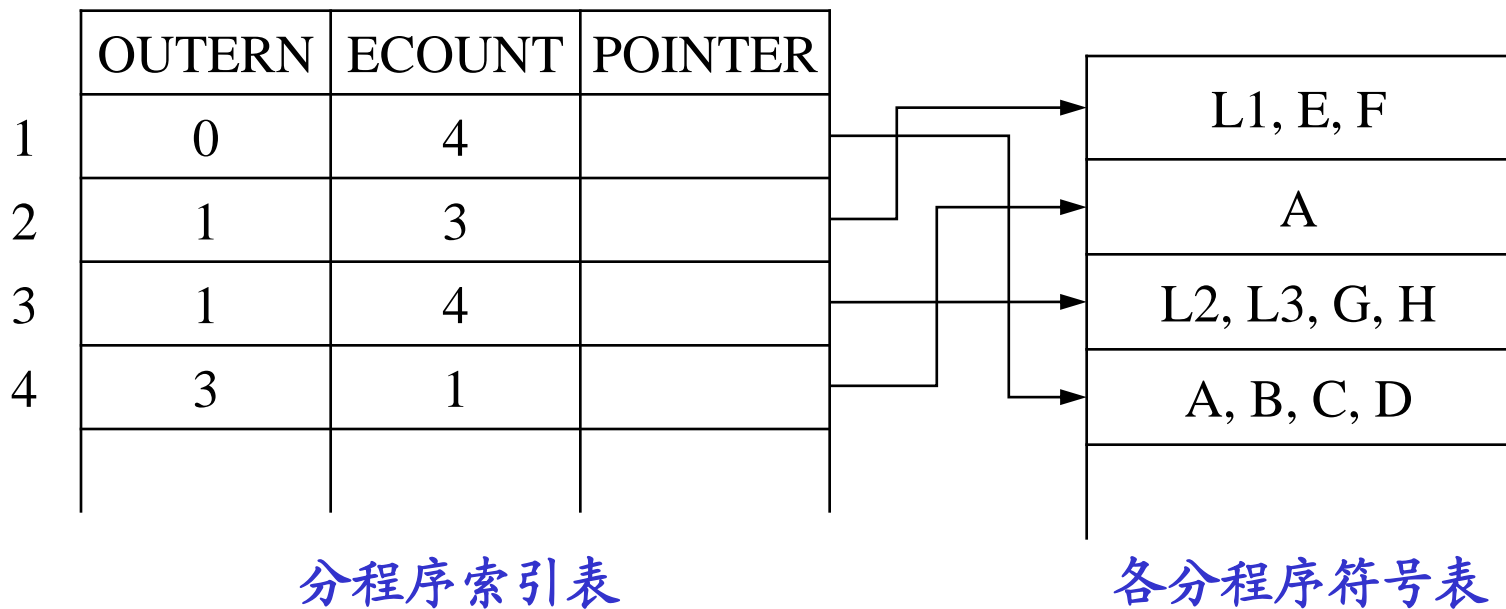 OUTERN ECOUNT POINTER
1 0 4
2 1 3
3 1 4
4 3 1
L1, E, F
A
L2, L3, G, H
A, B, C, D
分程序索引表
各分程序符号表